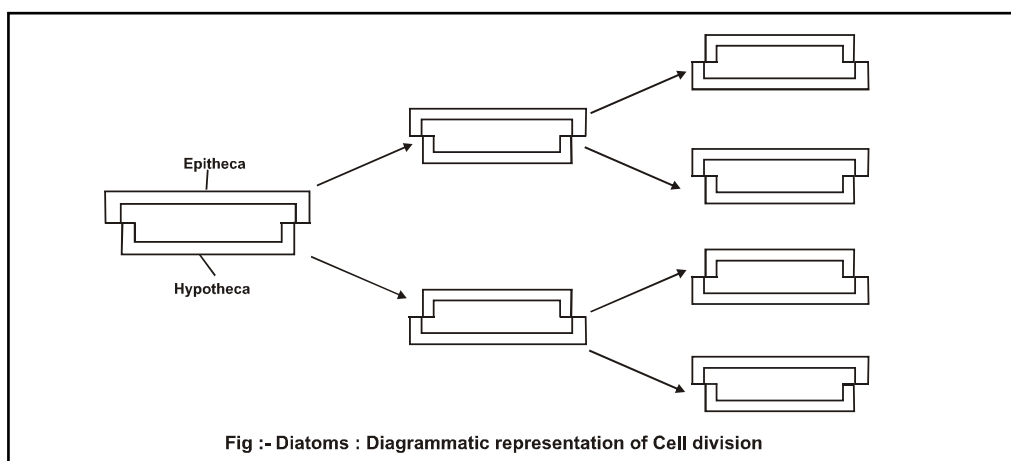 Epitheca
Hypotheca
Fig :- Diatoms : Diagrammatic representation of Cell division